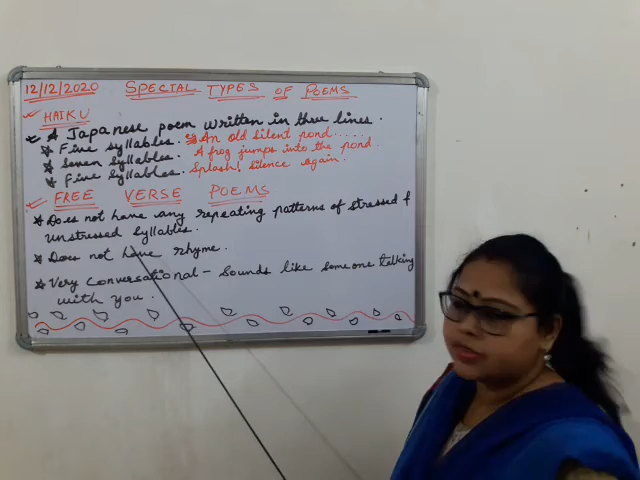 12/12/2020 SPECIAL TYPES OF POEMS
HAIKU
A Japanese poem written in three lines.
Five syllables. An old silent pond.....
Seven syllables. A frog jumps into the pond.
Five syllables. Splash! Silence again.
FREE VERSE POEMS
Does not have any repeating patterns of stressed &
unstressed syllables.
Does not have rhyme.
Very conversational - sounds like someone talking
with you.